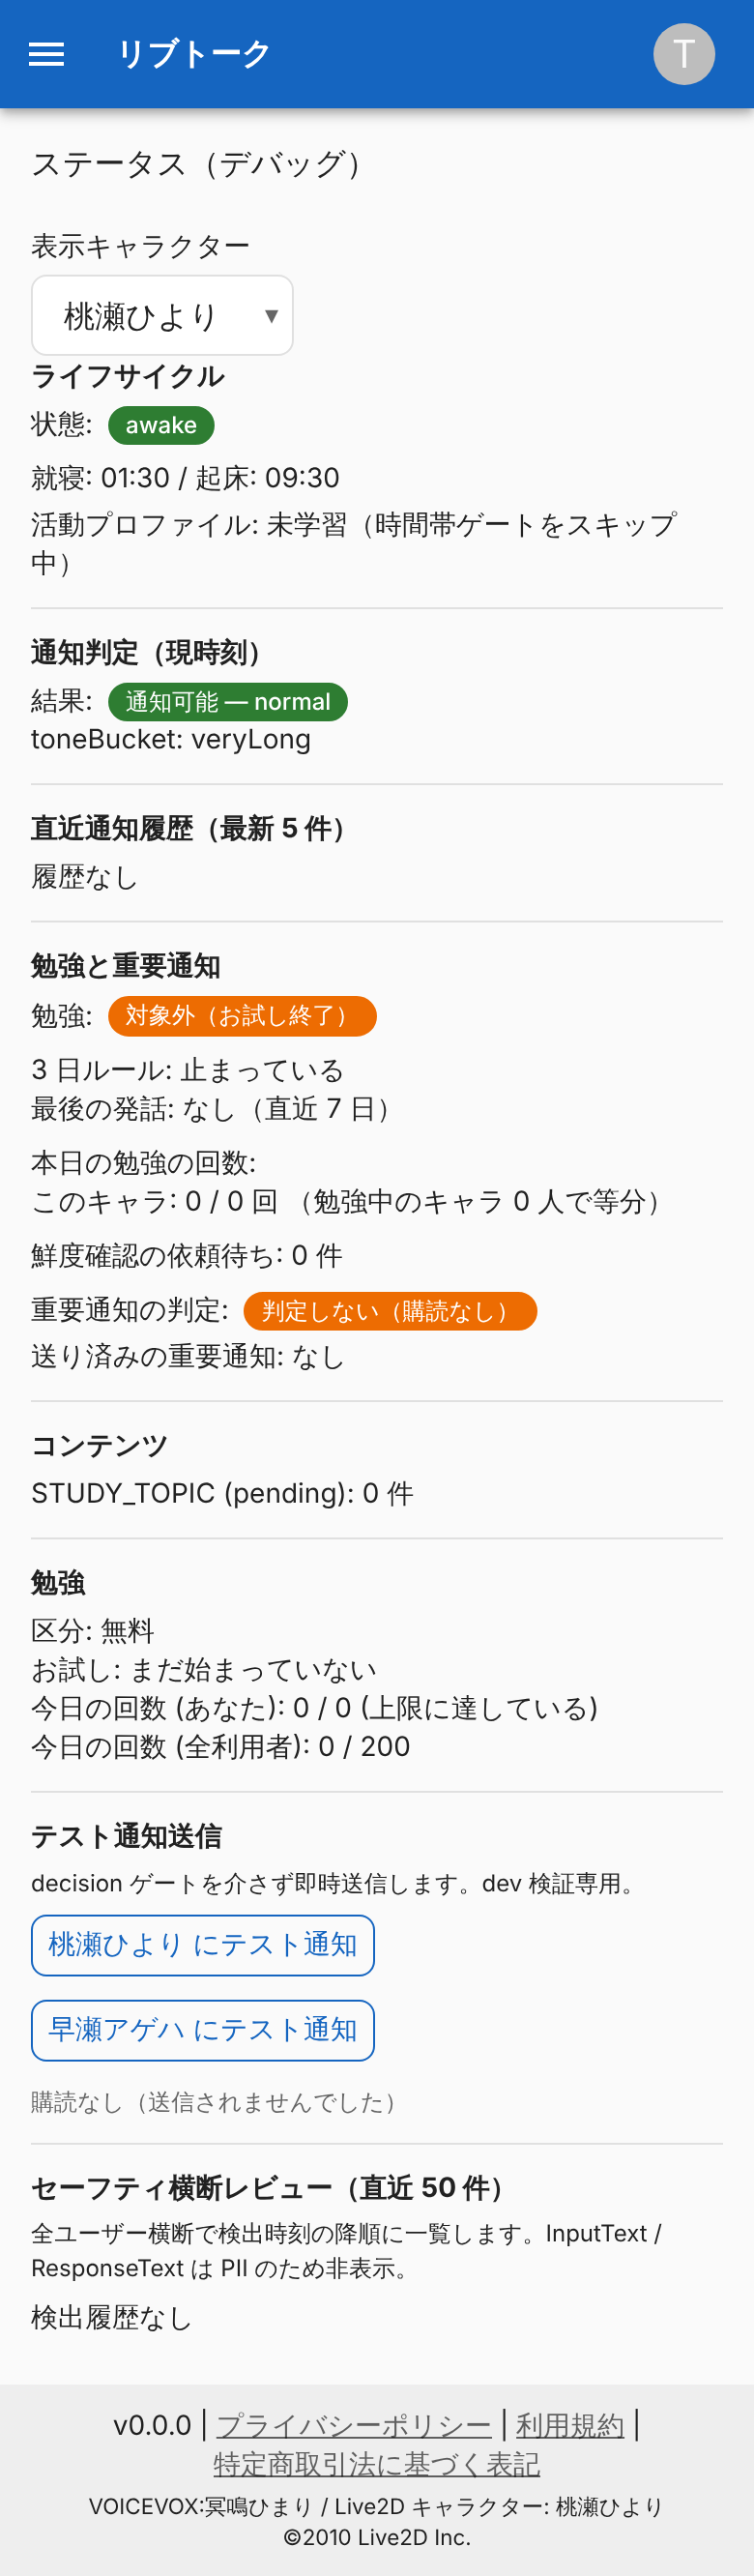 リブトーク
T
ステータス（デバッグ）
表示キャラクター
桃瀬ひより
ライフサイクル
状態: awake
就寝: 01:30 / 起床: 09:30
活動プロファイル: 未学習（時間帯ゲートをスキップ
中）
通知判定（現時刻）
結果: 通知可能 — normal
toneBucket: veryLong
直近通知履歴（最新 5 件）
履歴なし
勉強と重要通知
勉強: 対象外（お試し終了）
3 日ルール: 止まっている
最後の発話: なし（直近 7 日）
本日の勉強の回数:
このキャラ: 0 / 0 回 （勉強中のキャラ 0 人で等分）
鮮度確認の依頼待ち: 0 件
重要通知の判定: 判定しない（購読なし）
送り済みの重要通知: なし
コンテンツ
STUDY_TOPIC (pending): 0 件
勉強
区分: 無料
お試し: まだ始まっていない
今日の回数 (あなた): 0 / 0 (上限に達している)
今日の回数 (全利用者): 0 / 200
テスト通知送信
decision ゲートを介さず即時送信します。dev 検証専用。
桃瀬ひより にテスト通知
早瀬アゲハ にテスト通知
購読なし（送信されませんでした）
セーフティ横断レビュー（直近 50 件）
全ユーザー横断で検出時刻の降順に一覧します。InputText /
ResponseText は PII のため非表示。
検出履歴なし
v0.0.0 | プライバシーポリシー | 利用規約 |
特定商取引法に基づく表記
VOICEVOX:冥鳴ひまり / Live2D キャラクター: 桃瀬ひより
©2010 Live2D Inc.